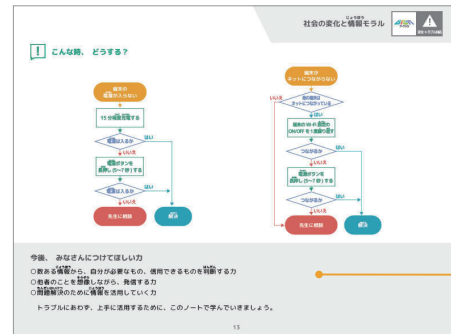 社会の変化と情報モラル
こんな時、どうする？
端末の
電源が入らない
15分程度充電する
電源は入るか
はい
いいえ
電源ボタンを
長押し(5〜7秒)する
電源は入るか
はい
いいえ
先生に相談
解決
端末が
ネットにつながらない
いいえ
他の端末は
ネットにつながっている
はい
端末のWi-Fi接続の
ON/OFFを1度繰り返す
つながるか
はい
いいえ
電源ボタンを
長押し(5〜7秒)する
つながるか
はい
いいえ
先生に相談
解決
今後、みなさんにつけてほしい力
○数ある情報から、自分が必要なもの、信用できるものを判断する力
○他者のことを想像しながら、発信する力
○問題解決のために情報を活用していく力
トラブルにあわず、上手に活用するために、このノートで学んでいきましょう。
13